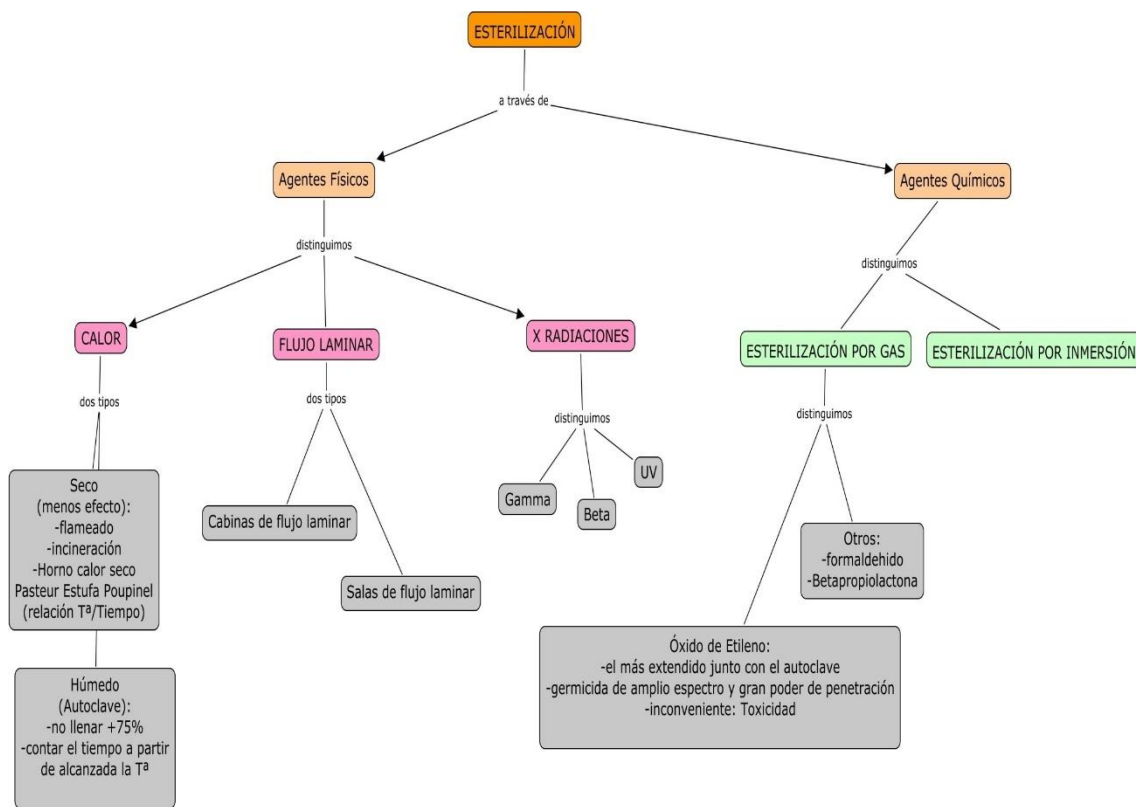 ESTERILIZACIÓN
a través de
Agentes Físicos
Agentes Químicos
distinguimos
distinguimos
CALOR
FLUJO LAMINAR
X RADIACIONES
ESTERILIZACIÓN POR GAS
ESTERILIZACIÓN POR INMERSIÓN
dos tipos
dos tipos
distinguimos
distinguimos
Seco
(menos efecto):
-flameado
-incineración
-Horno calor seco
Pasteur Estufa Poupinel
(relación Tª/Tiempo)
Cabinas de flujo laminar
Salas de flujo laminar
Gamma
Beta
UV
Otros:
-formaldehido
-Betapropiolactona
Óxido de Etileno:
-el más extendido junto con el autoclave
-germicida de amplio espectro y gran poder de penetración
-inconveniente: Toxicidad
Húmedo
(Autoclave):
-no llenar +75%
-contar el tiempo a partir
de alcanzada la Tª